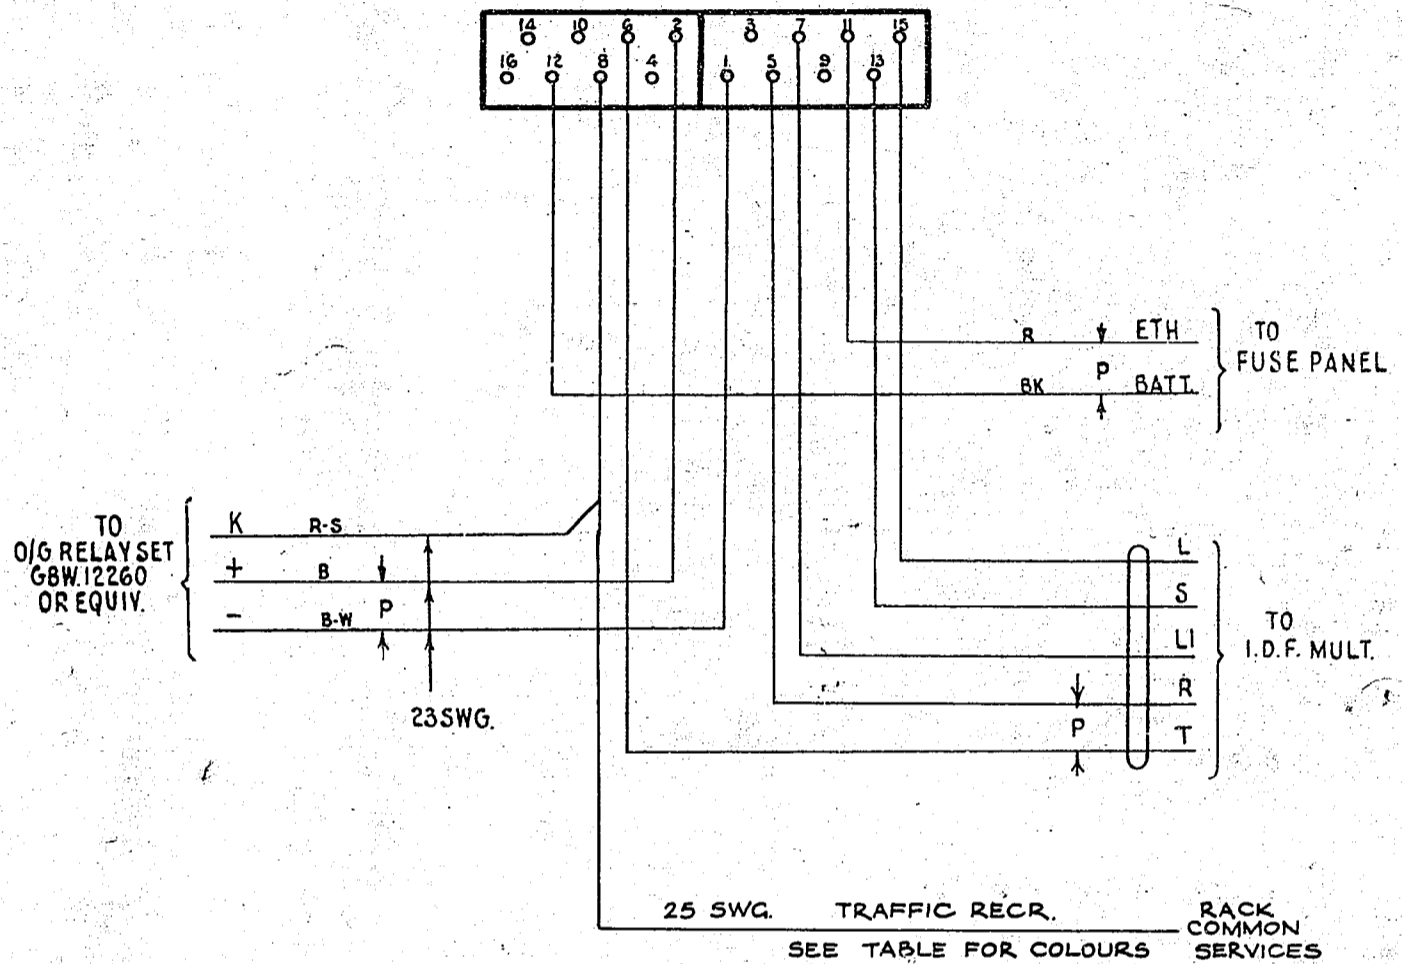 14 10 6 2 3 7 11 15
16 12 8 4 1 5 9 13
R ETH
P
BK BATT.
TO
FUSE PANEL
TO
O/G RELAY SET
GBW.12260
OR EQUIV.
K R-S
+ B
P
- B-W
23SWG.
L
S
LI
R
P
T
TO
I.D.F. MULT.
25 SWG. TRAFFIC RECR.
SEE TABLE FOR COLOURS
RACK
COMMON
SERVICES